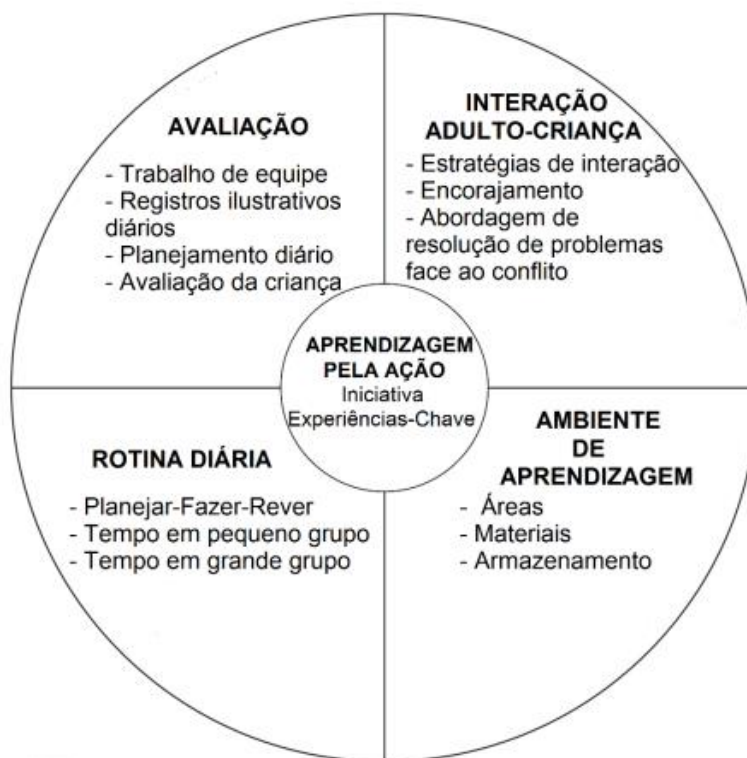 AVALIAÇÃO
- Trabalho de equipe
- Registros ilustrativos
diários
- Planejamento diário
- Avaliação da criança
INTERAÇÃO
ADULTO-CRIANÇA
- Estratégias de interação
- Encorajamento
- Abordagem de
resolução de problemas
face ao conflito
APRENDIZAGEM
PELA AÇÃO
Iniciativa
Experiências-Chave
ROTINA DIÁRIA
- Planejar-Fazer-Rever
- Tempo em pequeno grupo
- Tempo em grande grupo
AMBIENTE
DE
APRENDIZAGEM
- Áreas
- Materiais
- Armazenamento